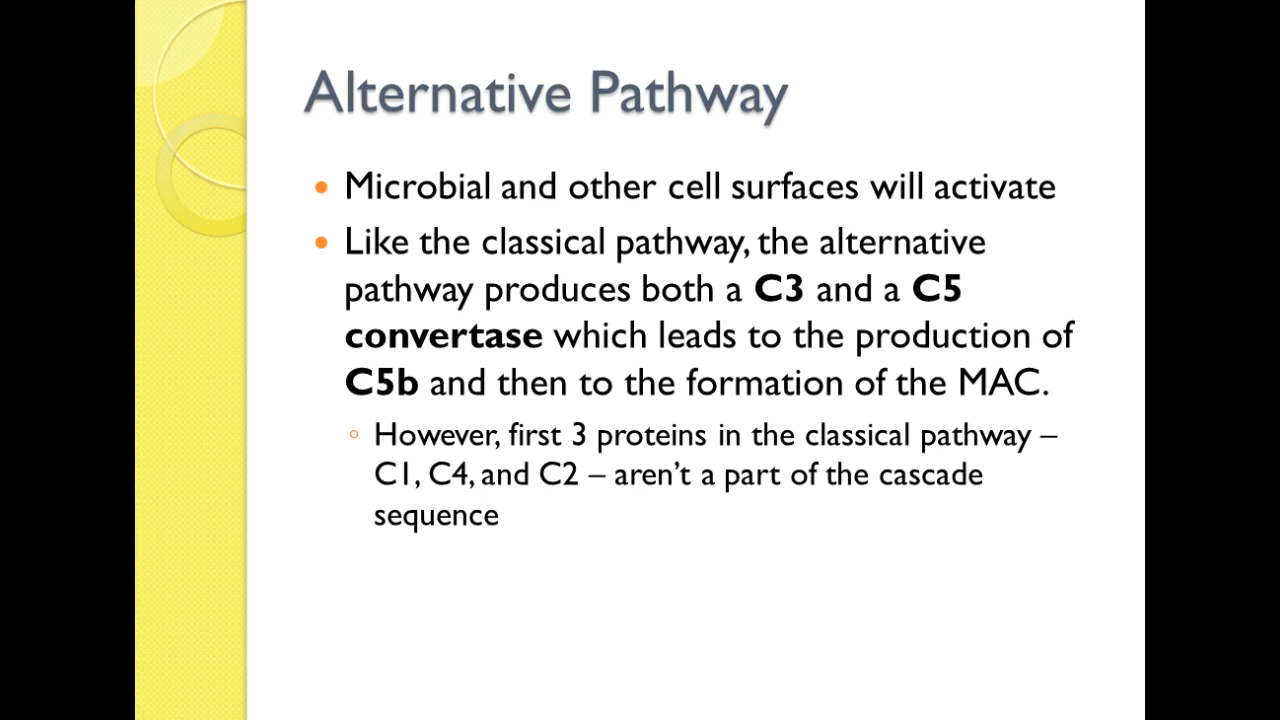 Alternative Pathway
• Microbial and other cell surfaces will activate
• Like the classical pathway, the alternative
pathway produces both a C3 and a C5
convertase which leads to the production of
C5b and then to the formation of the MAC.
◦ However, first 3 proteins in the classical pathway –
C1, C4, and C2 – aren’t a part of the cascade
sequence